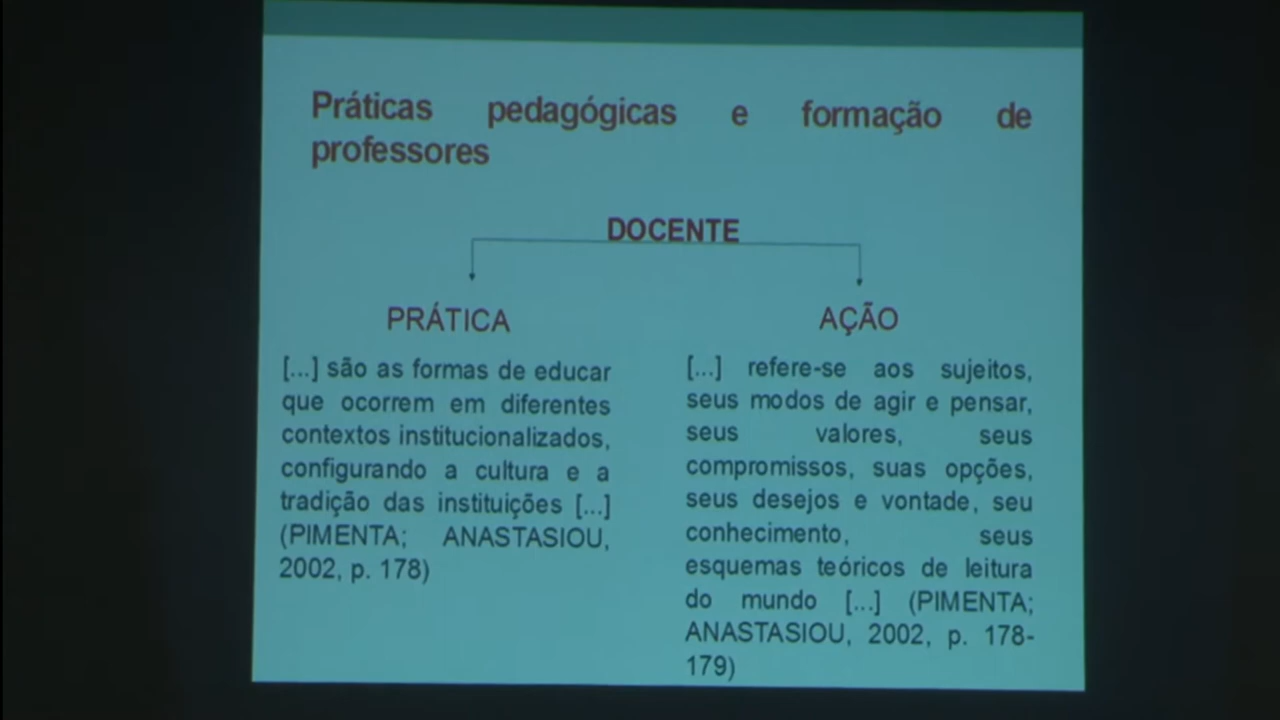 Práticas pedagógicas e formação de
professores
DOCENTE
PRÁTICA
[...] são as formas de educar
que ocorrem em diferentes
contextos institucionalizados,
configurando a cultura e a
tradição das instituições [...]
(PIMENTA; ANASTASIOU,
2002, p. 178)
AÇÃO
[...] refere-se aos sujeitos,
seus modos de agir e pensar,
seus valores, seus
compromissos, suas opções,
seus desejos e vontade, seu
conhecimento, seus
esquemas teóricos de leitura
do mundo [...] (PIMENTA;
ANASTASIOU, 2002, p. 178-
179)